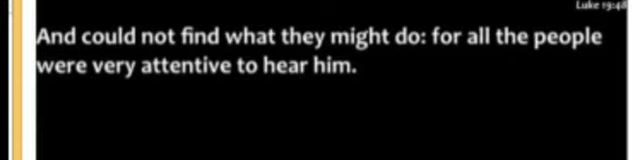 Luke 19:48
And could not find what they might do: for all the people
were very attentive to hear him.